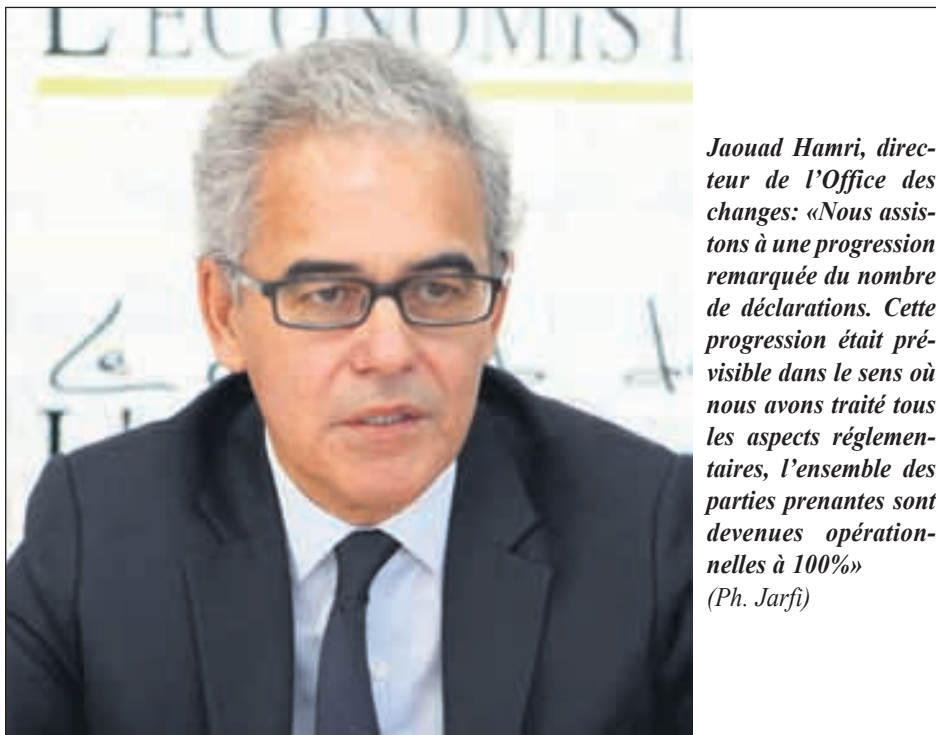 L'ECONOMIST
Jaouad Hamri, direc-
teur de l'Office des
changes: «Nous assis-
tons à une progression
remarquée du nombre
de déclarations. Cette
progression était pré-
visible dans le sens où
nous avons traité tous
les aspects réglemen-
taires, l'ensemble des
parties prenantes sont
devenues opération-
nelles à 100%»
(Ph. Jarfi)